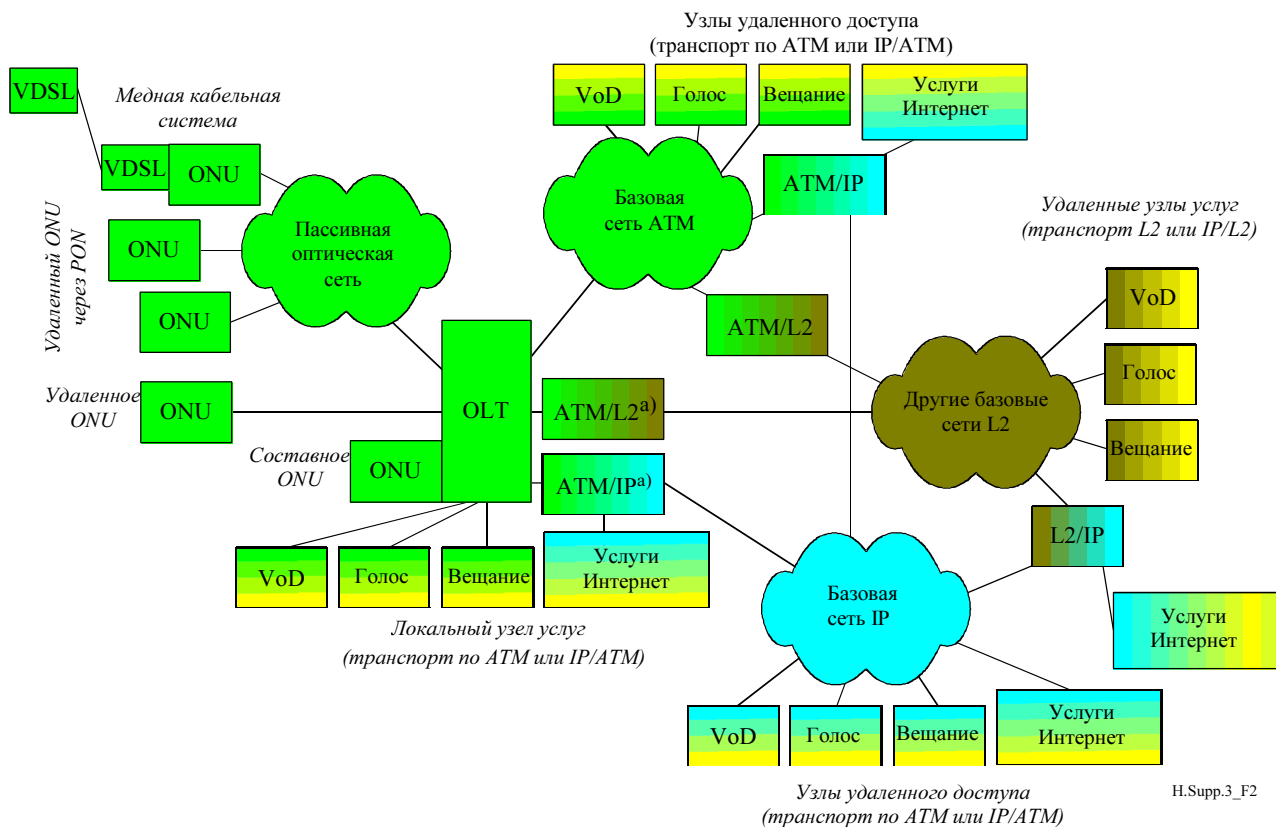 Узлы удаленного доступа
(транспорт по ATM или IP/ATM)
VDSL
Медная кабельная
система
VoD
Голос
Вещание
Услуги
Интернет
VDSL
ONU
ATM/IP
Базовая
сеть ATM
Удаленные узлы услуг
(транспорт L2 или IP/L2)
Удаленный ONU
через PON
ONU
Пассивная
оптическая
сеть
VoD
ONU
ATM/L2
Голос
Удаленное
ONU
ONU
OLT
ATM/L2a)
Другие базовые
сети L2
Вещание
Составное
ONU
ONU
ATM/IPa)
L2/IP
VoD
Голос
Вещание
Услуги
Интернет
Базовая
сеть IP
Локальный узел услуг
(транспорт по ATM или IP/ATM)
Услуги
Интернет
VoD
Голос
Вещание
Услуги
Интернет
Узлы удаленного доступа
(транспорт по ATM или IP/ATM)
H.Supp.3_F2